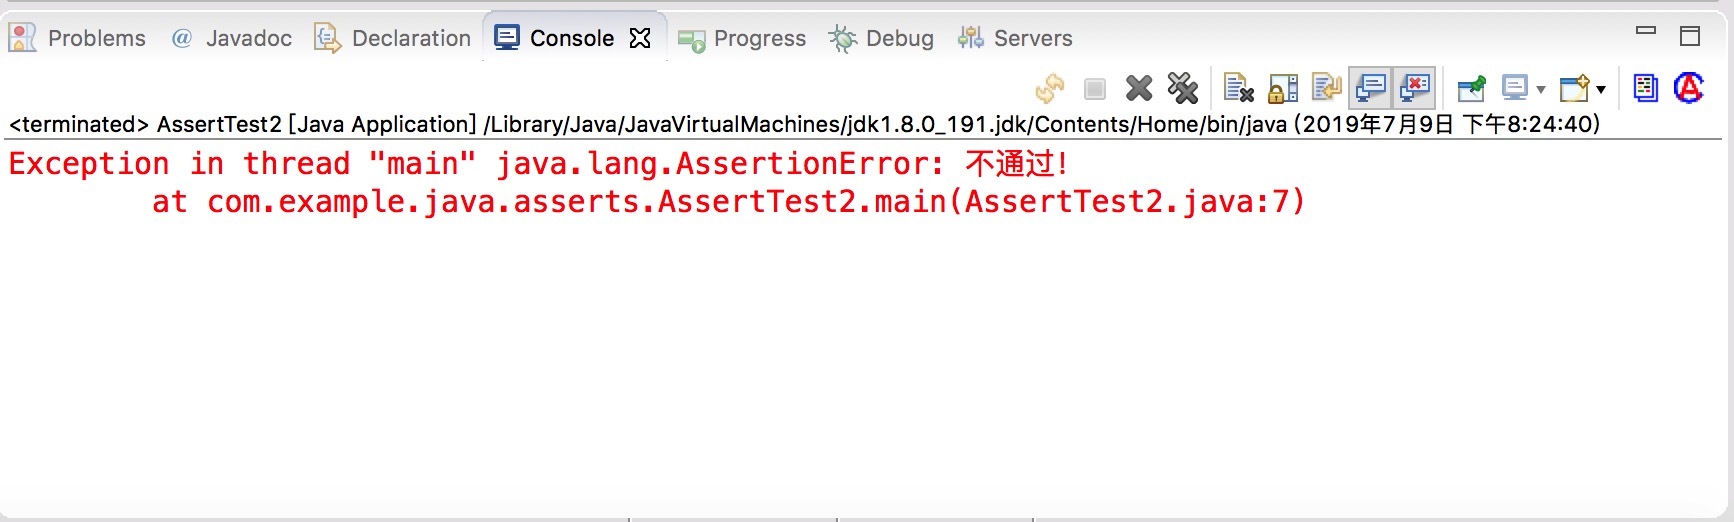 Problems @ Javadoc Declaration Console Progress Debug Servers
<terminated> AssertTest2 [Java Application] /Library/Java/JavaVirtualMachines/jdk1.8.0_191.jdk/Contents/Home/bin/java (2019年7月9日 下午8:24:40)
Exception in thread "main" java.lang.AssertionError: 不通过!
at com.example.java.asserts.AssertTest2.main(AssertTest2.java:7)